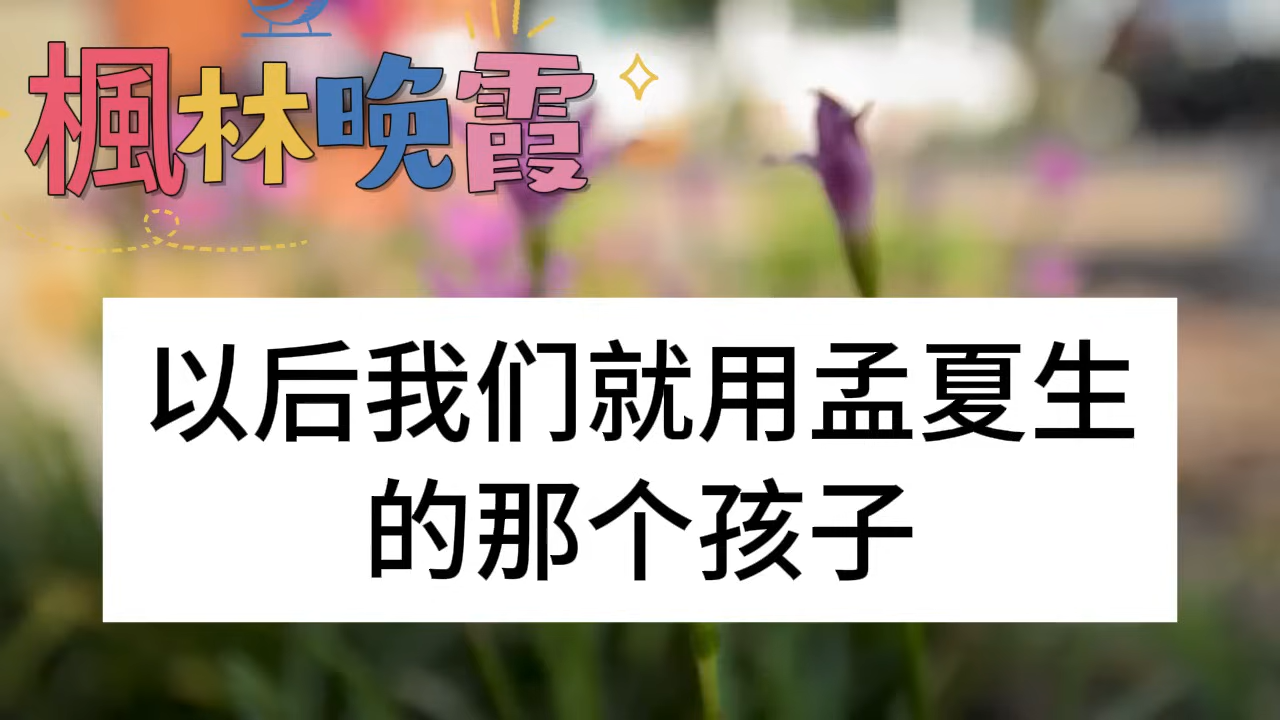 楓林晚霞
以后我们就用孟夏生
的那个孩子